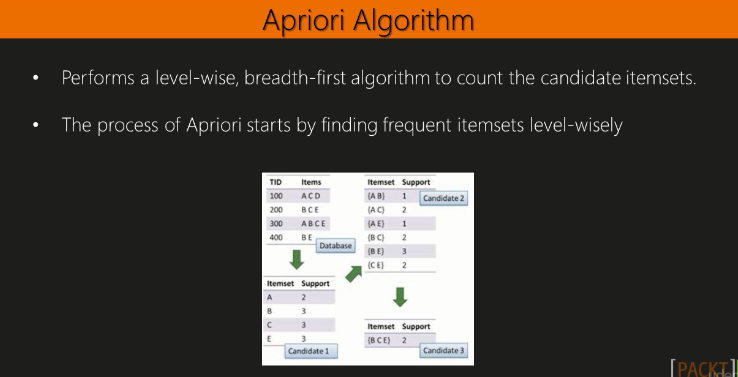 Apriori Algorithm
• Performs a level-wise, breadth-first algorithm to count the candidate itemsets.
• The process of Apriori starts by finding frequent itemsets level-wisely
TID Items
100 A C D
200 B C E
300 A B C E
400 B E
Database
Itemset Support
{A B} 1
Candidate 2
{A C} 2
{A E} 1
{B C} 2
{B E} 3
{C E} 2
Itemset Support
A 2
B 3
C 3
E 3
Candidate 1
Itemset Support
{B C E} 2
Candidate 3
[PACKT]